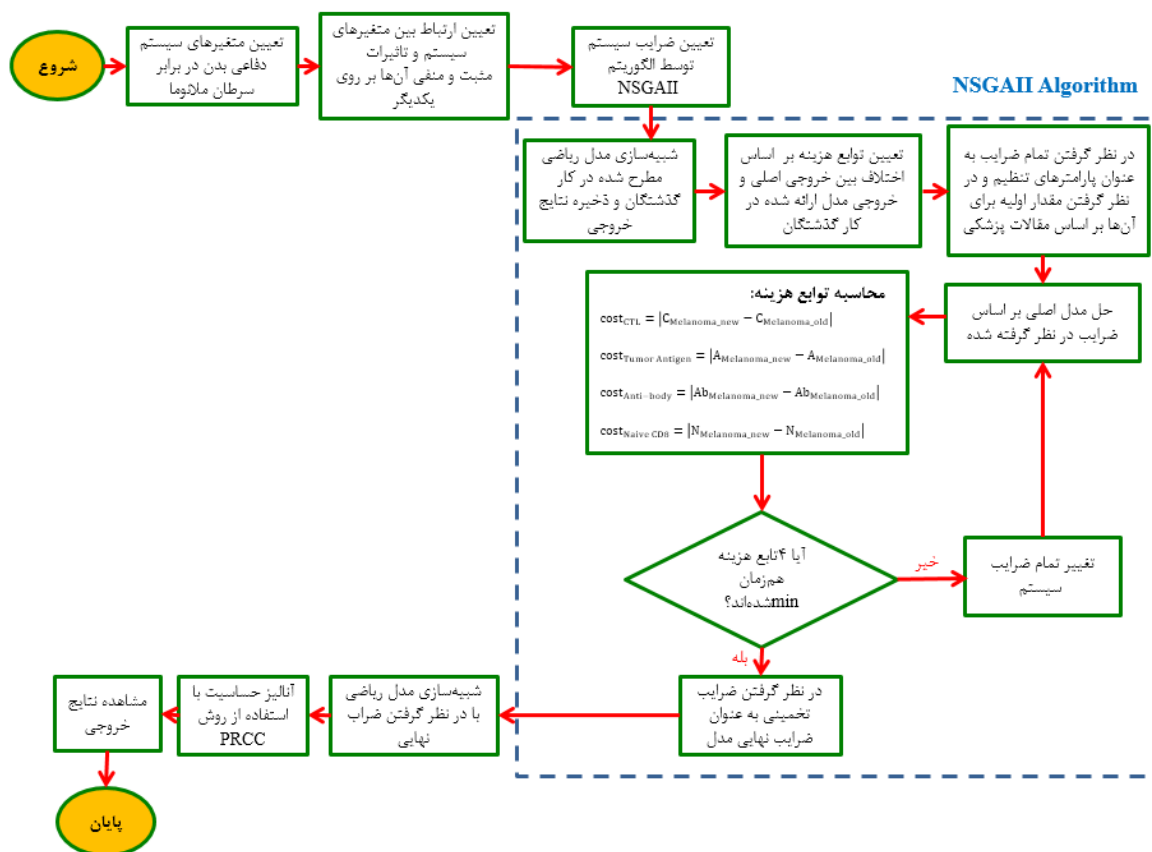 شروع
تعیین متغیرهای سیستم
دفاعی بدن در برابر
سرطان ملانوما
تعیین ارتباط بین متغیرهای
سیستم و تاثیرات
مثبت و منفی آن‌ها بر روی
یکدیگر
تعیین ضرایب سیستم
توسط الگوریتم
NSGAII
NSGAII Algorithm
شبیه‌سازی مدل ریاضی
مطرح شده در کار
گذشتگان و ذخیره نتایج
خروجی
تعیین توابع هزینه بر اساس
اختلاف بین خروجی اصلی و
خروجی مدل ارائه شده در
کار گذشتگان
در نظر گرفتن تمام ضرایب به
عنوان پارامترهای تنظیم و در
نظر گرفتن مقدار اولیه برای
آن‌ها بر اساس مقالات پزشکی
حل مدل اصلی بر اساس
ضرایب در نظر گرفته شده
محاسبه توابع هزینه:
cost_CTL = |C_Melanoma_new − C_Melanoma_old|
cost_Tumor Antigen = |A_Melanoma_new − A_Melanoma_old|
cost_Anti−body = |Ab_Melanoma_new − Ab_Melanoma_old|
cost_Naive CD8 = |N_Melanoma_new − N_Melanoma_old|
آیا ۴تابع هزینه
هم‌زمان
minشده‌اند؟
خیر
تغییر تمام ضرایب
سیستم
بله
در نظر گرفتن ضرایب
تخمینی به عنوان
ضرایب نهایی مدل
شبیه‌سازی مدل ریاضی
با در نظر گرفتن ضراب
نهایی
آنالیز حساسیت با
استفاده از روش
PRCC
مشاهده نتایج
خروجی
پایان